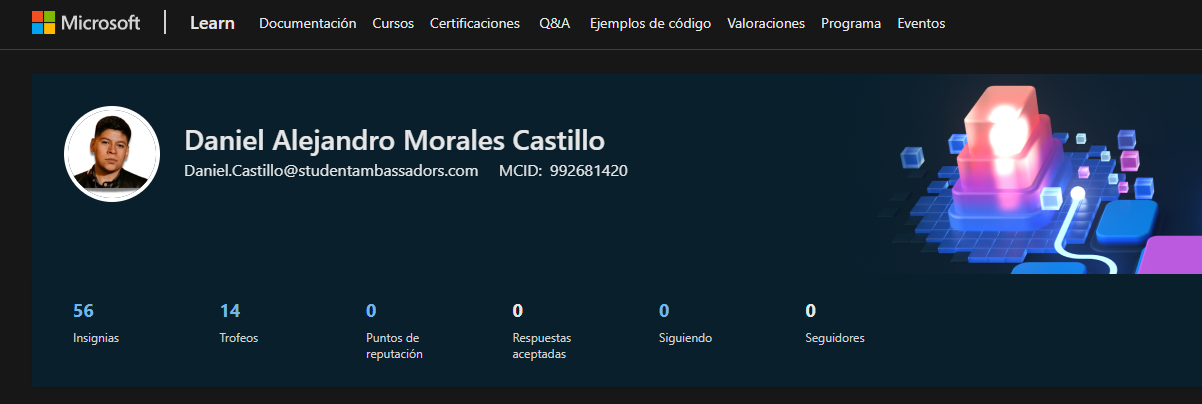 Microsoft Learn Documentación Cursos Certificaciones Q&A Ejemplos de código Valoraciones Programa Eventos
Daniel Alejandro Morales Castillo
Daniel.Castillo@studentambassadors.com MCID: 992681420
56
Insignias
14
Trofeos
0
Puntos de
reputación
0
Respuestas
aceptadas
0
Siguiendo
0
Seguidores